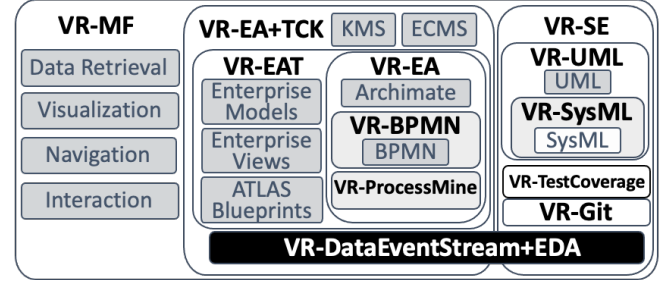 VR-MF
Data Retrieval
Visualization
Navigation
Interaction
VR-EA+TCK
KMS
ECMS
VR-EAT
Enterprise
Models
Enterprise
Views
ATLAS
Blueprints
VR-EA
Archimate
VR-BPMN
BPMN
VR-ProcessMine
VR-SE
VR-UML
UML
VR-SysML
SysML
VR-TestCoverage
VR-Git
VR-DataEventStream+EDA